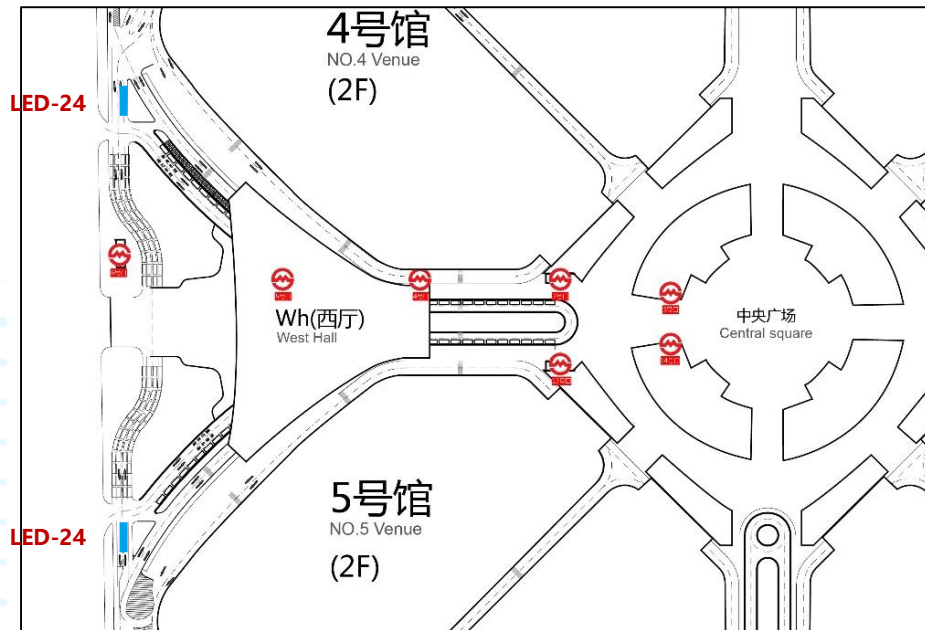 4号馆
NO.4 Venue
(2F)
LED-24
Wh(西厅)
West Hall
中央广场
Central square
5号馆
NO.5 Venue
(2F)
LED-24